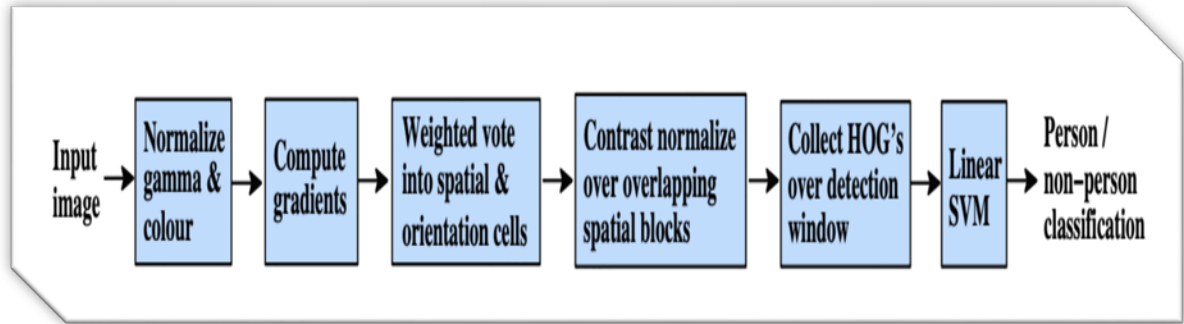 Input
image
Normalize
gamma &
colour
Compute
gradients
Weighted vote
into spatial &
orientation cells
Contrast normalize
over overlapping
spatial blocks
Collect HOG's
over detection
window
Linear
SVM
Person /
non–person
classification